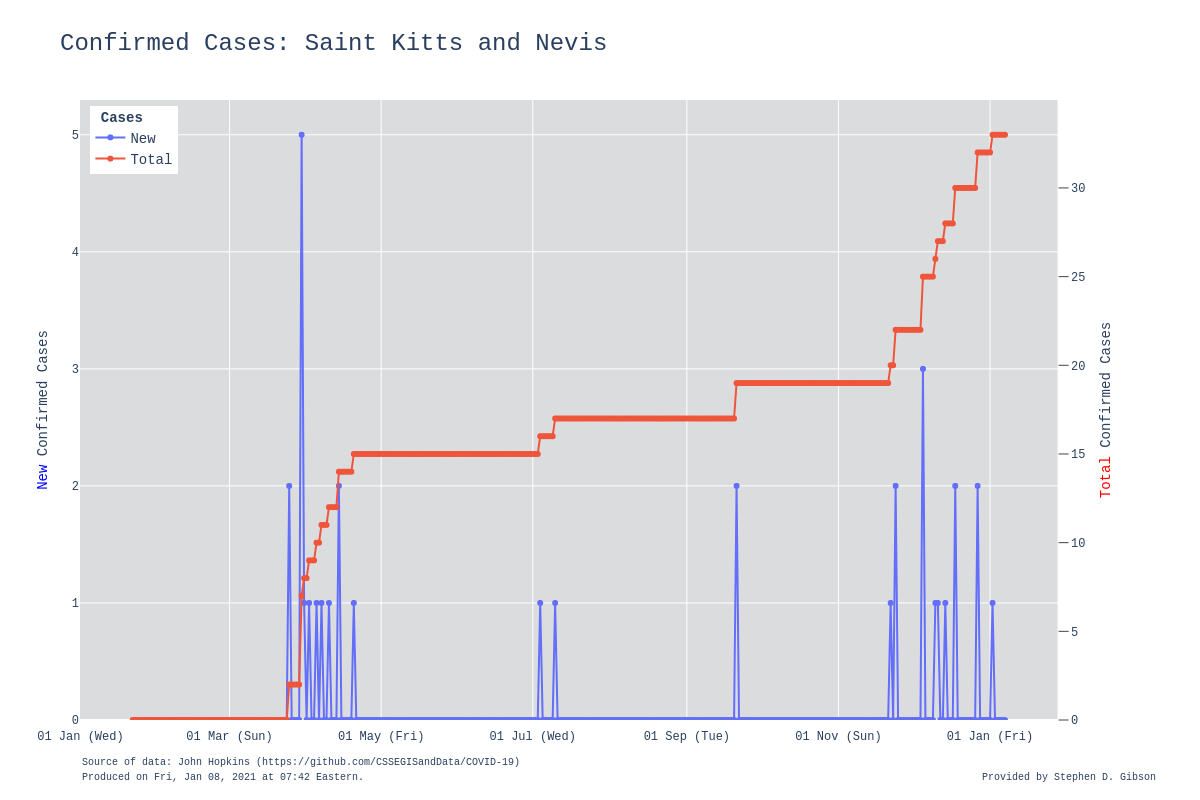 Confirmed Cases: Saint Kitts and Nevis
Cases
New
Total
5
4
3
2
1
0
New Confirmed Cases
30
25
20
15
10
5
0
Total Confirmed Cases
01 Jan (Wed) 01 Mar (Sun) 01 May (Fri) 01 Jul (Wed) 01 Sep (Tue) 01 Nov (Sun) 01 Jan (Fri)
Source of data: John Hopkins (https://github.com/CSSEGISandData/COVID-19)
Produced on Fri, Jan 08, 2021 at 07:42 Eastern.
Provided by Stephen D. Gibson